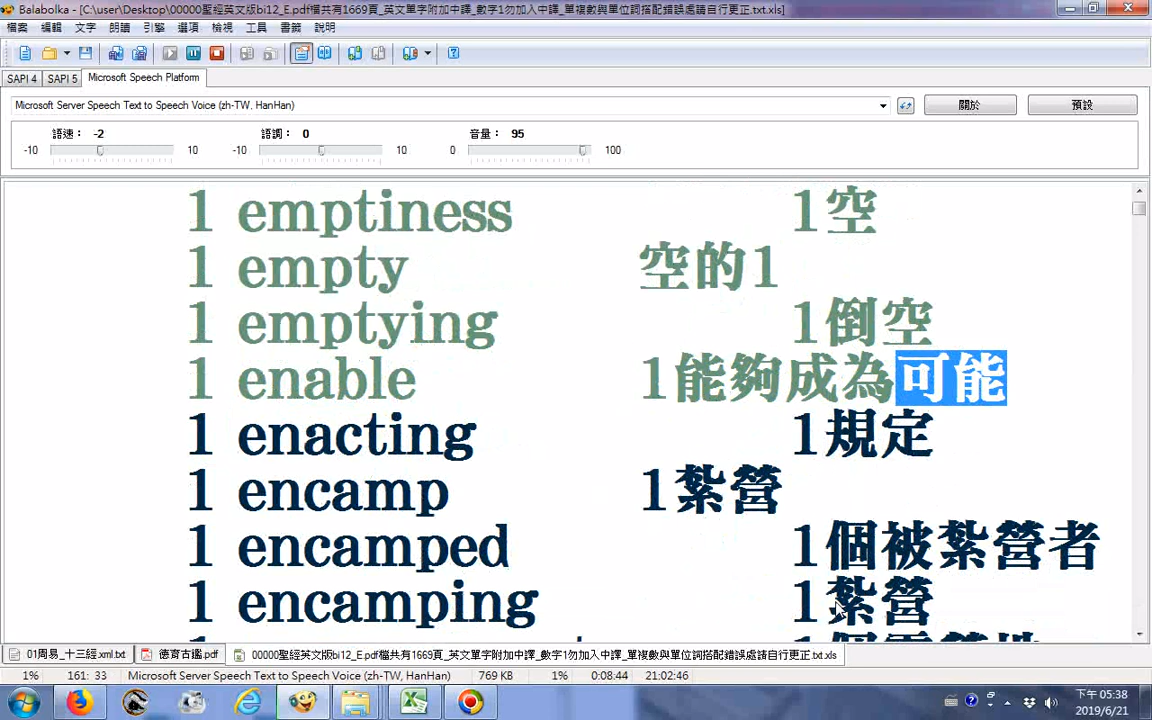 Balabolka - [C:\user\Desktop\00000聖經英文版bi12_E.pdf檔共有1669頁_英文單字附加中譯_數字1勿加入中譯_單複數與單位詞搭配錯誤處請自行更正.txt.xls]
檔案 編輯 文字 朗讀 引擎 選項 檢視 工具 書籤 說明
SAPI 4 SAPI 5 Microsoft Speech Platform
Microsoft Server Speech Text to Speech Voice (zh-TW, HanHan) 關於 預設
語速： -2 語調： 0 音量： 95
-10 10 -10 10 0 100
1 emptiness 1空
1 empty 空的1
1 emptying 1倒空
1 enable 1能夠成為可能
1 enacting 1規定
1 encamp 1紮營
1 encamped 1個被紮營者
1 encamping 1紮營
01周易_十三經.xml.txt 德育古鑑.pdf 00000聖經英文版bi12_E.pdf檔共有1669頁_英文單字附加中譯_數字1勿加入中譯_單複數與單位詞搭配錯誤處請自行更正.txt.xls
1% 161: 33 Microsoft Server Speech Text to Speech Voice (zh-TW, HanHan) 769 KB 1% 0:08:44 21:02:46
下午 05:38
2019/6/21